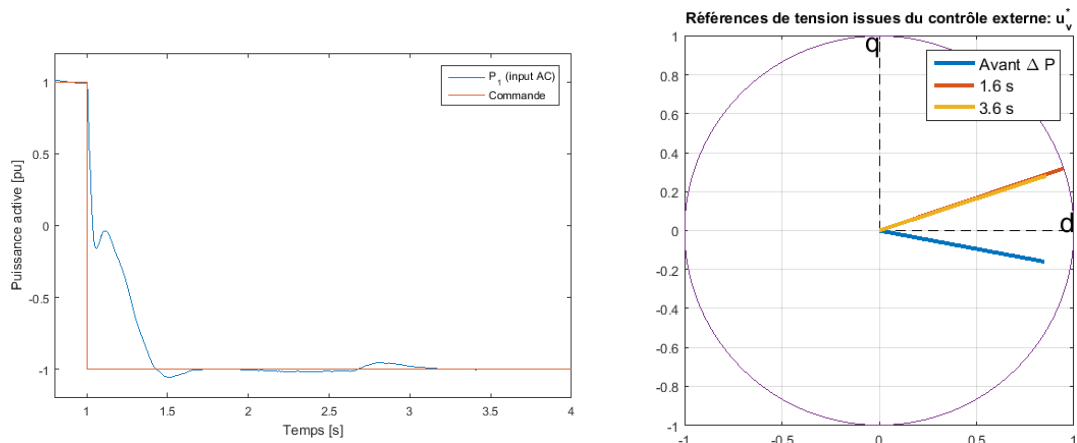 P₁ (input AC)
Commande
1
0.5
0
-0.5
-1
Puissance active [pu]
1
1.5
2
2.5
3
3.5
4
Temps [s]
Références de tension issues du contrôle externe: u_v^*
q
Avant Δ P
1.6 s
3.6 s
d
1
0.8
0.6
0.4
0.2
0
-0.2
-0.4
-0.6
-0.8
-1
-1
-0.5
0
0.5
1